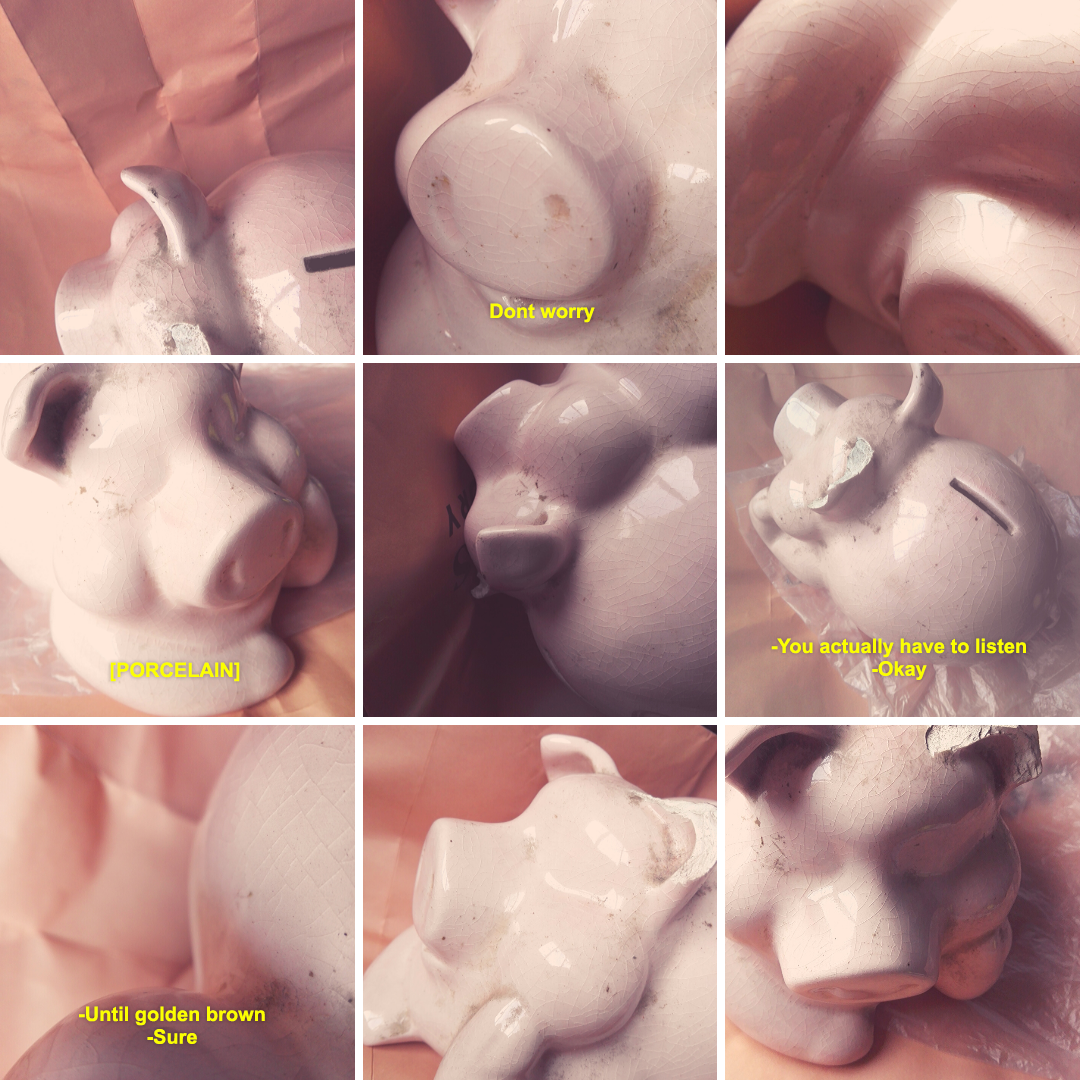 Dont worry
[PORCELAIN]
-You actually have to listen
-Okay
-Until golden brown
-Sure